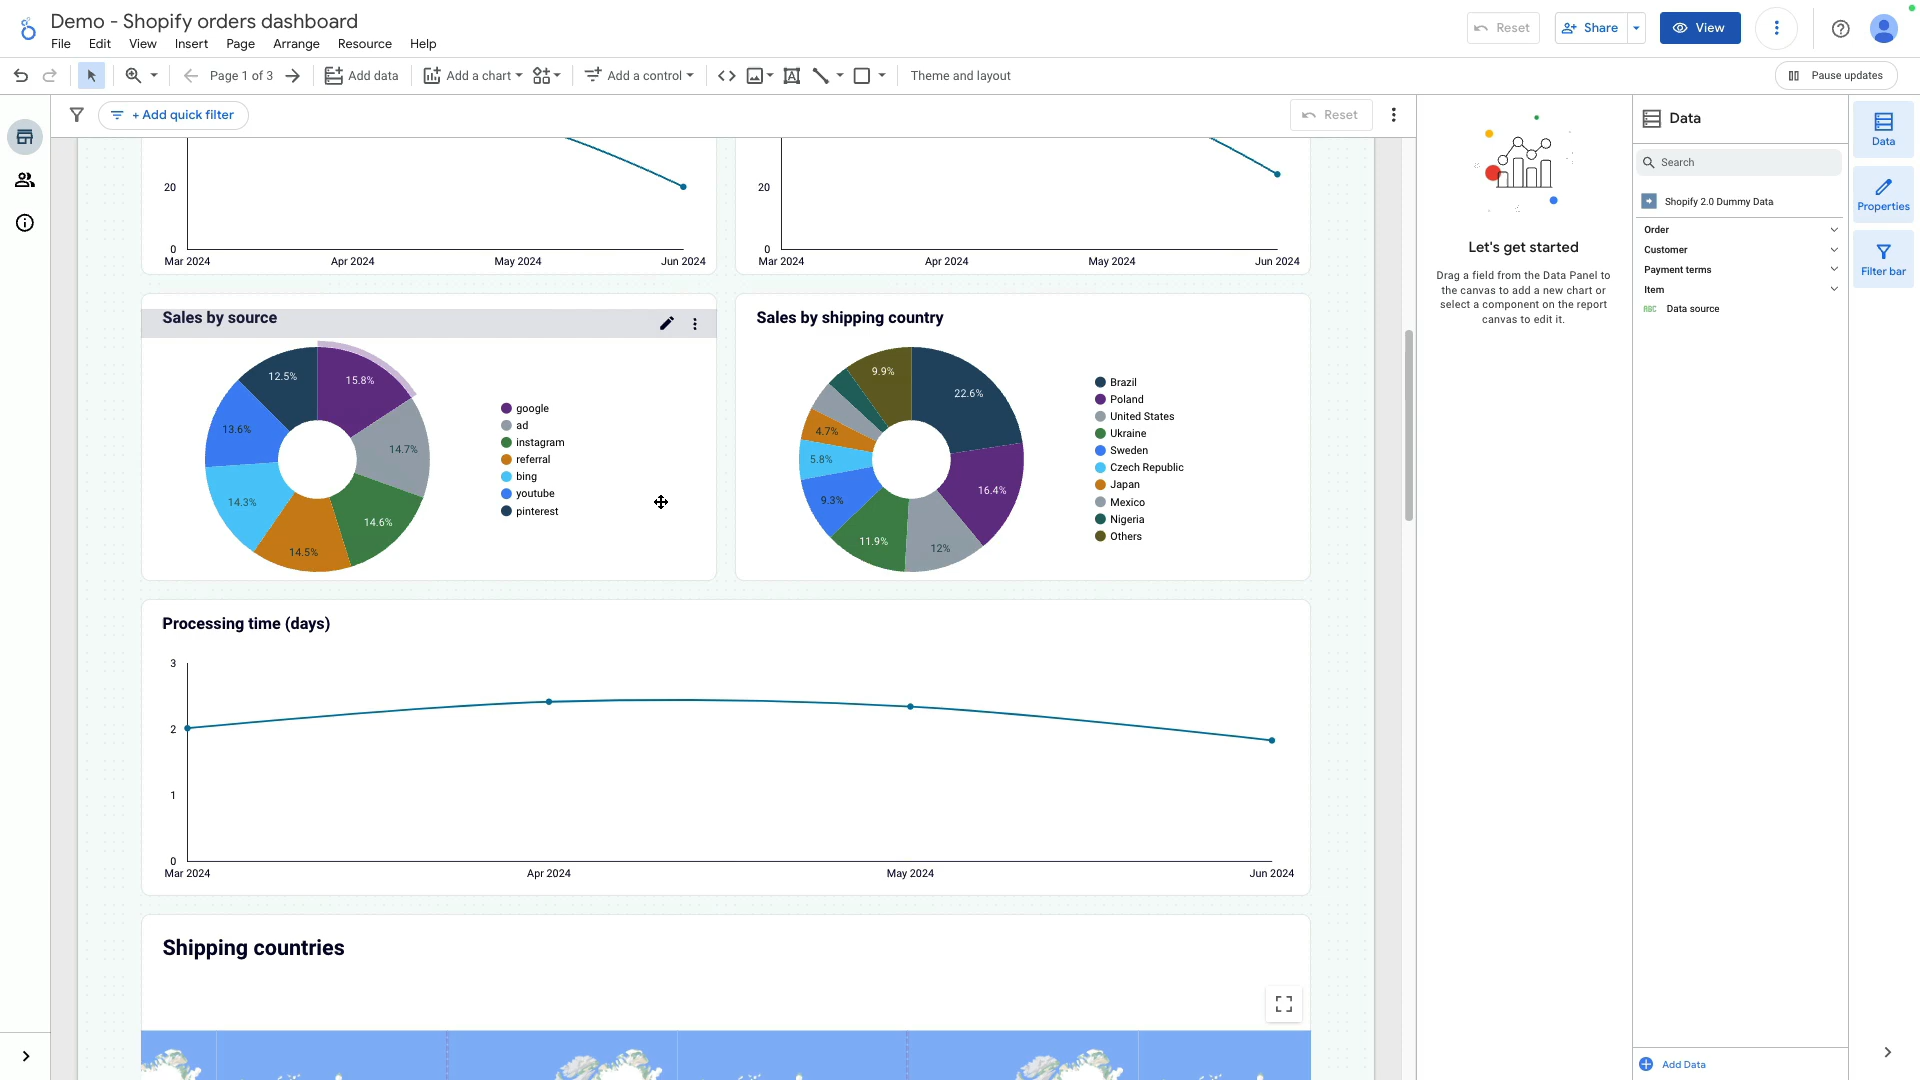 Demo - Shopify orders dashboard
File Edit View Insert Page Arrange Resource Help
Reset Share View
Page 1 of 3 Add data Add a chart Add a control Theme and layout Pause updates
+ Add quick filter Reset
20
0
Mar 2024 Apr 2024 May 2024 Jun 2024
20
0
Mar 2024 Apr 2024 May 2024 Jun 2024
Sales by source
12.5%
15.8%
13.6%
14.7%
14.3%
14.6%
14.5%
google
ad
instagram
referral
bing
youtube
pinterest
Sales by shipping country
9.9%
22.6%
4.7%
5.8%
9.3%
16.4%
11.9%
12%
Brazil
Poland
United States
Ukraine
Sweden
Czech Republic
Japan
Mexico
Nigeria
Others
Processing time (days)
3
2
1
0
Mar 2024 Apr 2024 May 2024 Jun 2024
Shipping countries
Let's get started
Drag a field from the Data Panel to
the canvas to add a new chart or
select a component on the report
canvas to edit it.
Data
Search
Shopify 2.0 Dummy Data
Order
Customer
Payment terms
Item
ABC Data source
Add Data
Data
Properties
Filter bar